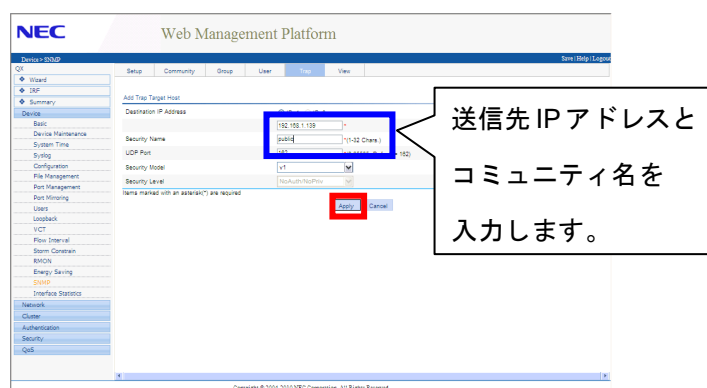 NEC
Web Management Platform
Device > SNMP
Save | Help | Logout
QX
Wizard
IRF
Summary
Device
Basic
Device Maintenance
System Time
Syslog
Configuration
File Management
Port Management
Port Mirroring
Users
Loopback
VCT
Flow Interval
Storm Constrain
RMON
Energy Saving
SNMP
Interface Statistics
Network
Cluster
Authentication
Security
QoS
Setup Community Group User Trap View
Add Trap Target Host
Destination IP Address
192.168.1.139 *
Security Name public *(1-32 Chars.)
UDP Port 162
Security Model v1
Security Level NoAuth/NoPriv
Items marked with an asterisk(*) are required
Apply Cancel
送信先 IP アドレスと
コミュニティ名を
入力します。